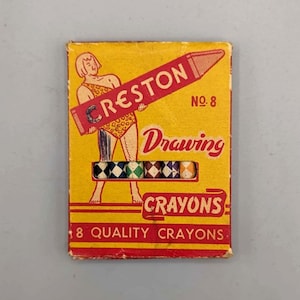 CRESTON
No. 8
Drawing
CRAYONS
8 QUALITY CRAYONS